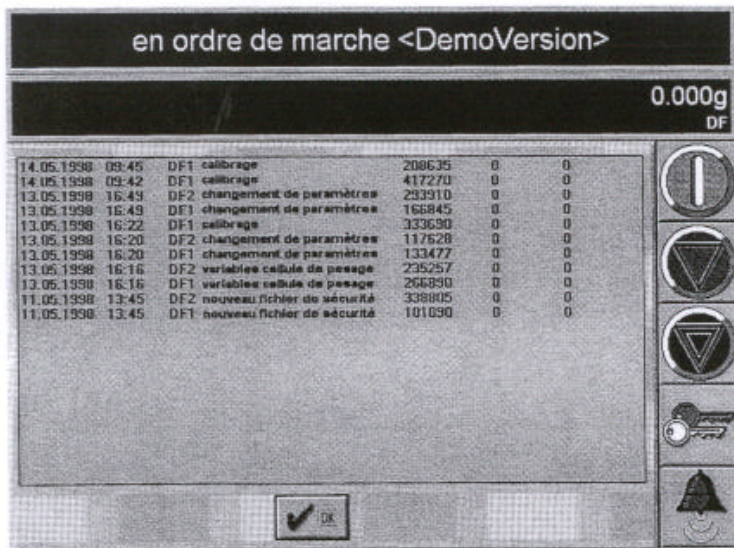 en ordre de marche <DemoVersion>
0.000g
DF
14.05.1998 09:45 DF1 calibrage 208635 0 0
14.05.1998 09:42 DF1 calibrage 417270 0 0
13.05.1998 16:49 DF2 changement de paramètres 293910 0 0
13.05.1998 16:49 DF1 changement de paramètres 166845 0 0
13.05.1998 16:22 DF1 calibrage 333690 0 0
13.05.1998 16:20 DF2 changement de paramètres 117628 0 0
13.05.1998 16:20 DF1 changement de paramètres 133477 0 0
13.05.1998 16:16 DF2 variables cellule de pesage 235257 0 0
13.05.1998 16:16 DF1 variables cellule de pesage 266890 0 0
11.05.1998 13:45 DF2 nouveau fichier de sécurité 338805 0 0
11.05.1998 13:45 DF1 nouveau fichier de sécurité 101090 0 0
OK